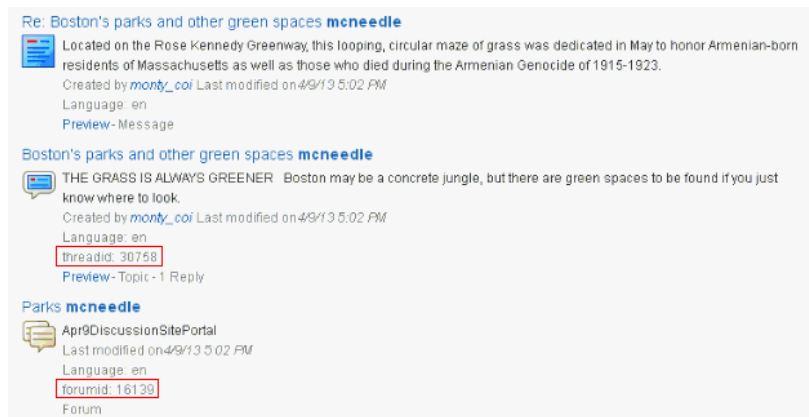 Re: Boston's parks and other green spaces mcneedle
Located on the Rose Kennedy Greenway, this looping, circular maze of grass was dedicated in May to honor Armenian-born
residents of Massachusetts as well as those who died during the Armenian Genocide of 1915-1923.
Created by monty_coi Last modified on 4/9/13 5:02 PM
Language: en
Preview - Message
Boston's parks and other green spaces mcneedle
THE GRASS IS ALWAYS GREENER Boston may be a concrete jungle, but there are green spaces to be found if you just
know where to look.
Created by monty_coi Last modified on 4/9/13 5:02 PM
Language: en
threadid: 30758
Preview - Topic - 1 Reply
Parks mcneedle
Apr9DiscussionSitePortal
Last modified on 4/9/13 5:02 PM
Language: en
forumid: 16139
Forum